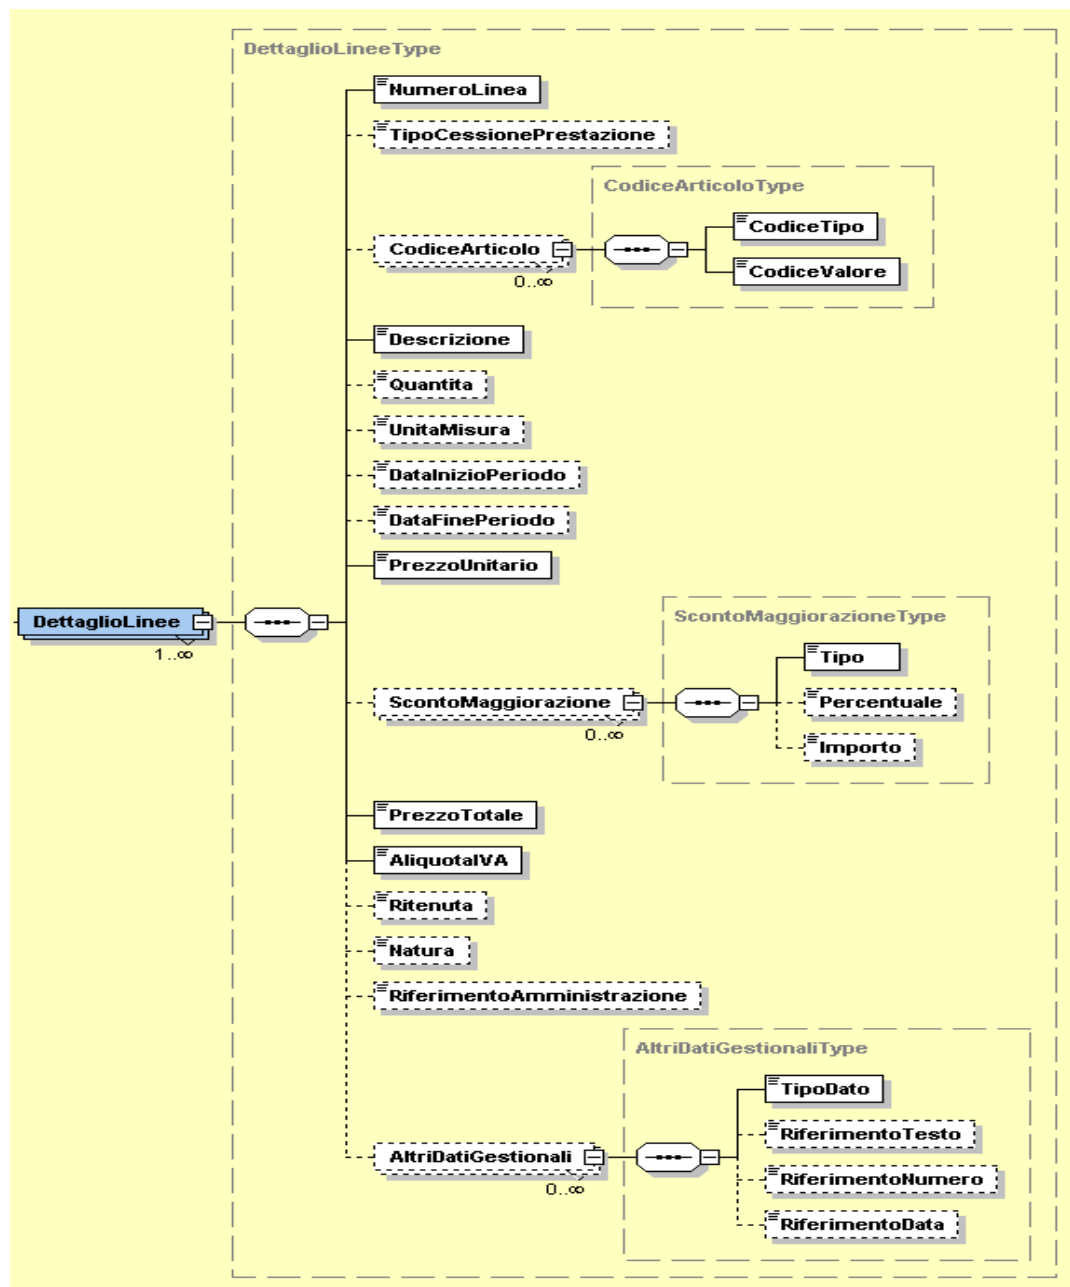 DettaglioLineeType
NumeroLinea
TipoCessionePrestazione
CodiceArticoloType
CodiceArticolo
0..∞
CodiceTipo
CodiceValore
Descrizione
Quantita
UnitaMisura
DataInizioPeriodo
DataFinePeriodo
PrezzoUnitario
DettaglioLinee
1..∞
ScontoMaggiorazioneType
ScontoMaggiorazione
0..∞
Tipo
Percentuale
Importo
PrezzoTotale
AliquotaIVA
Ritenuta
Natura
RiferimentoAmministrazione
AltriDatiGestionaliType
AltriDatiGestionali
0..∞
TipoDato
RiferimentoTesto
RiferimentoNumero
RiferimentoData